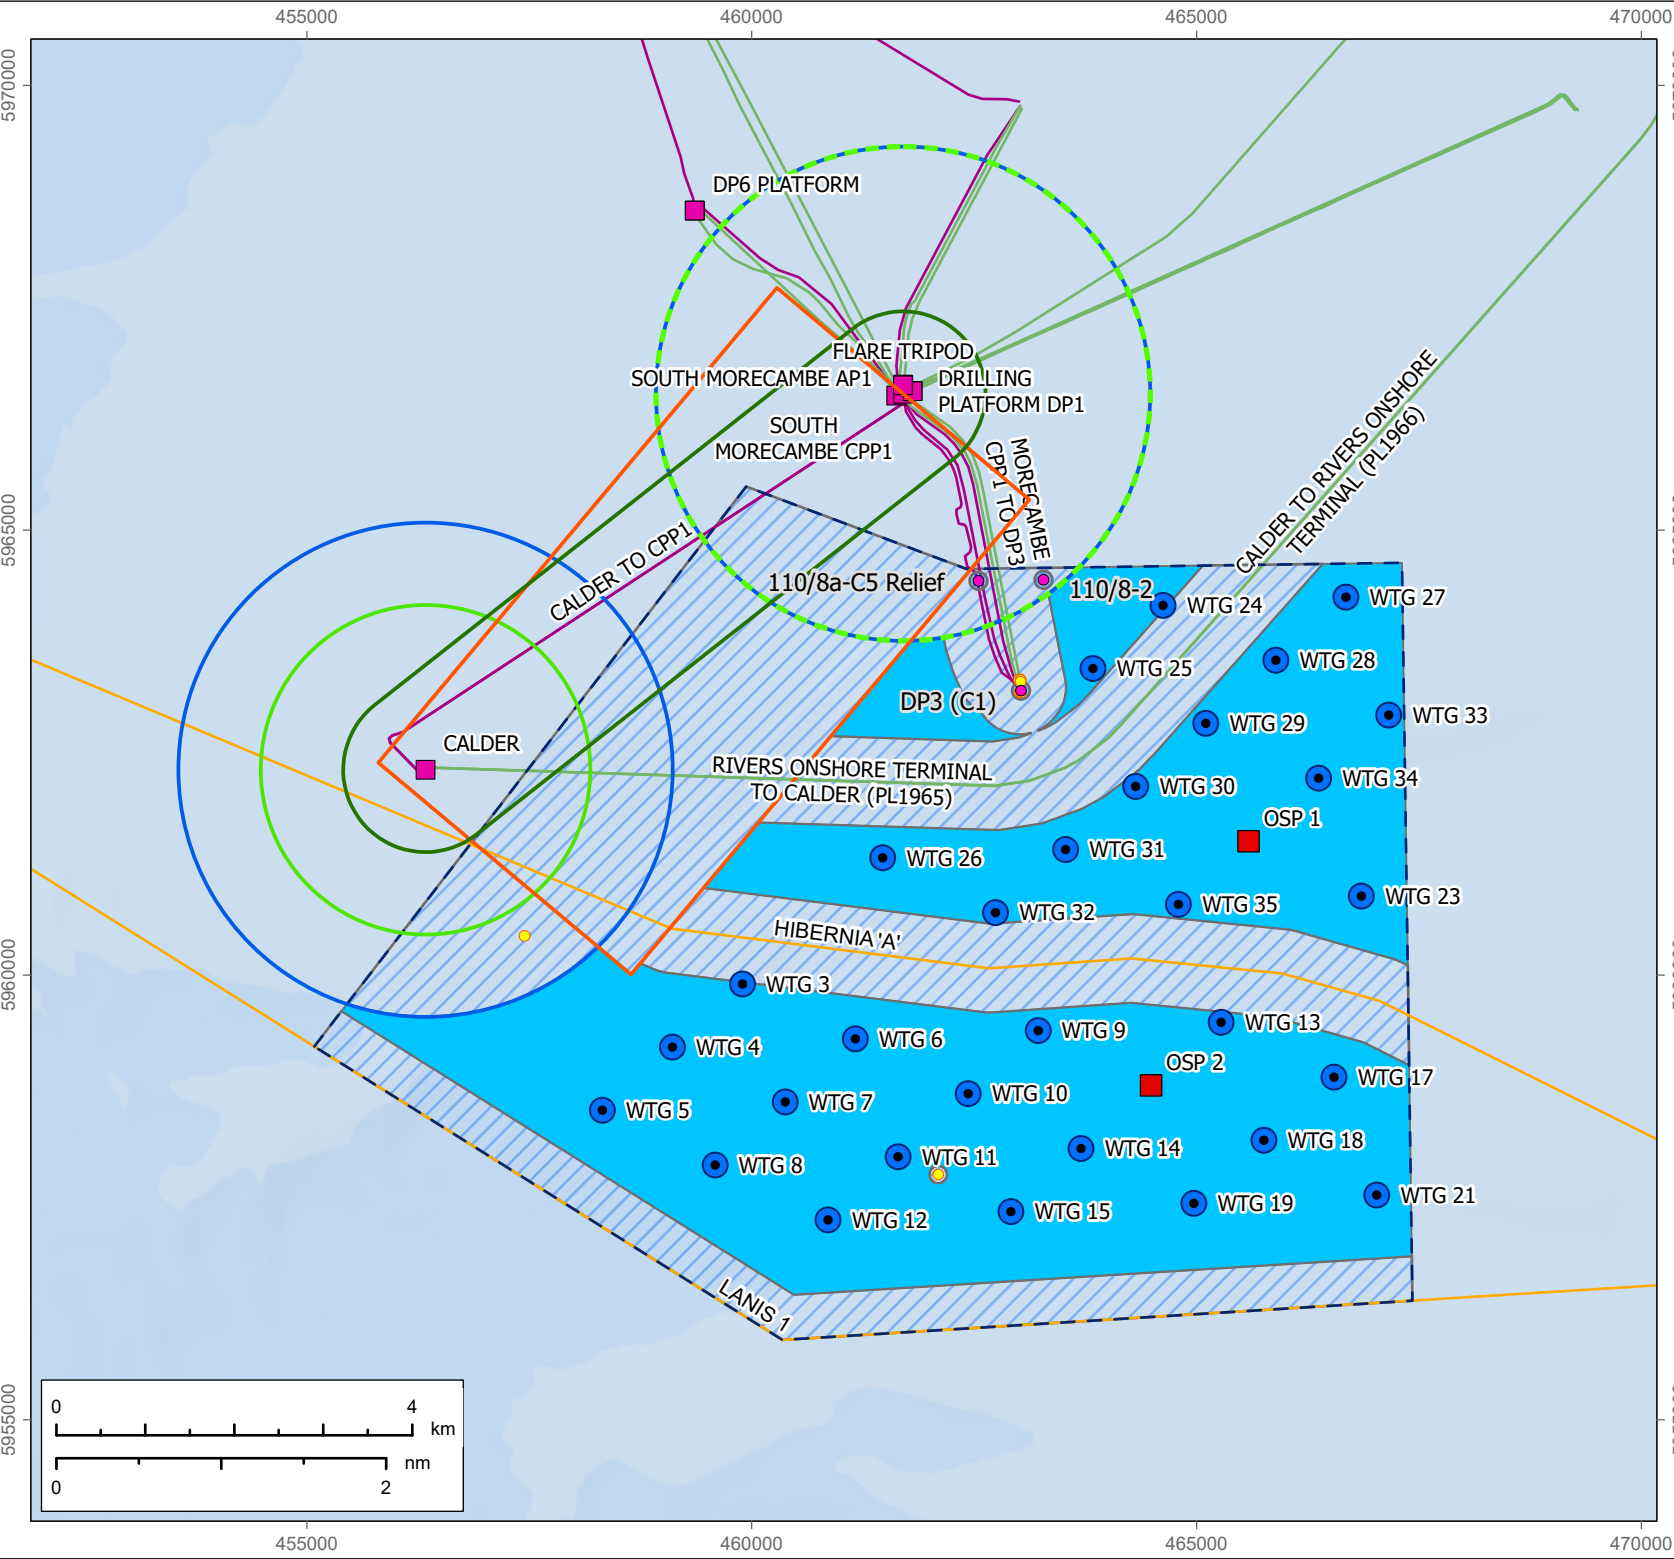 455000
460000
465000
470000
5970000
5965000
5960000
5955000
DP6 PLATFORM
FLARE TRIPOD
SOUTH MORECAMBE AP1
DRILLING
PLATFORM DP1
SOUTH
MORECAMBE CPP1
MORECAMBE
CPP1 TO DP3
CALDER TO RIVERS ONSHORE
TERMINAL (PL1966)
CALDER TO CPP1
110/8a-C5 Relief
110/8-2
WTG 24
WTG 27
WTG 25
WTG 28
DP3 (C1)
WTG 29
WTG 33
CALDER
RIVERS ONSHORE TERMINAL
TO CALDER (PL1965)
WTG 30
WTG 34
OSP 1
WTG 26
WTG 31
WTG 23
WTG 32
WTG 35
HIBERNIA 'A'
WTG 3
WTG 13
WTG 4
WTG 6
WTG 9
OSP 2
WTG 17
WTG 5
WTG 7
WTG 10
WTG 18
WTG 8
WTG 11
WTG 14
WTG 21
WTG 12
WTG 15
WTG 19
LANIS 1
0
4
km
nm
0
2
455000
460000
465000
470000